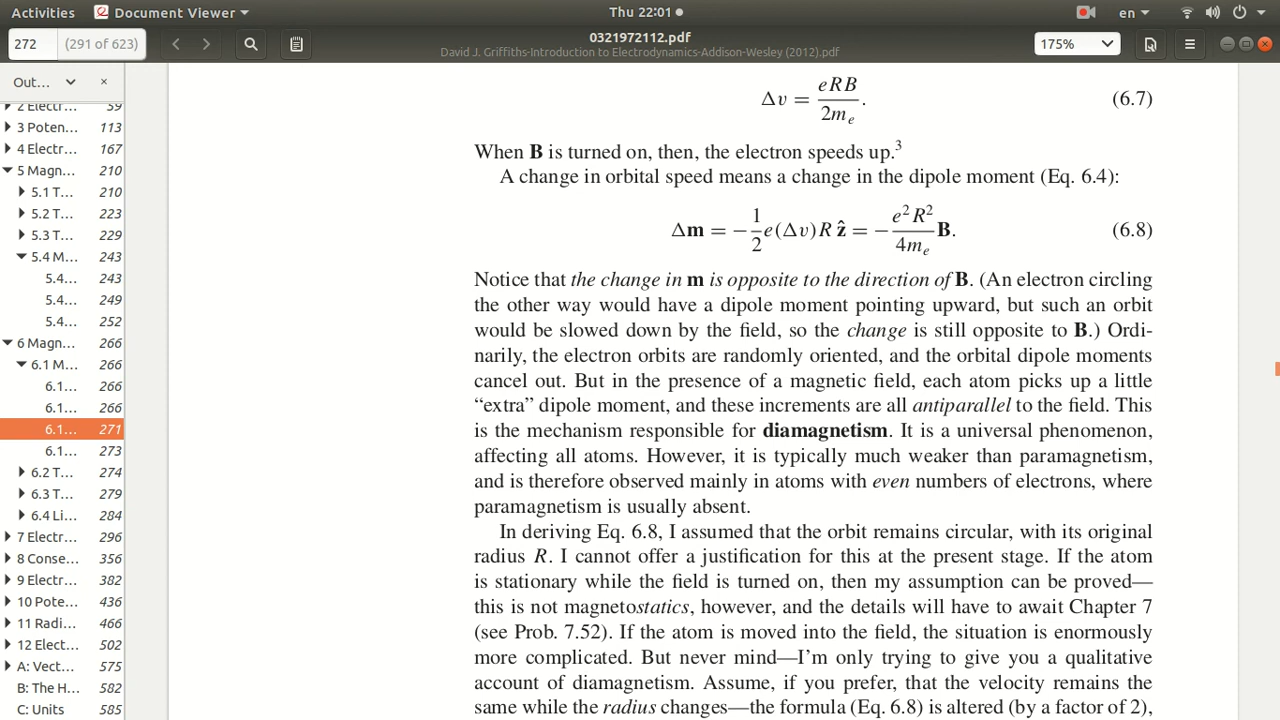 Activities Document Viewer Thu 22:01 en
272 (291 of 623) 0321972112.pdf 175%
David J. Griffiths-Introduction to Electrodynamics-Addison-Wesley (2012).pdf
Out... ×
2 Electr... 59
3 Poten... 113
4 Electr... 167
5 Magn... 210
5.1 T... 210
5.2 T... 223
5.3 T... 229
5.4 M... 243
5.4... 243
5.4... 249
5.4... 252
6 Magn... 266
6.1 M... 266
6.1... 266
6.1... 266
6.1... 271
6.1... 273
6.2 T... 274
6.3 T... 279
6.4 Li... 284
7 Electr... 296
8 Conse... 356
9 Electr... 382
10 Pote... 436
11 Radi... 466
12 Elect... 502
A: Vect... 575
B: The H... 582
C: Units 585
Δv = eRB / 2mₑ. (6.7)
When B is turned on, then, the electron speeds up.³
A change in orbital speed means a change in the dipole moment (Eq. 6.4):
Δm = −1/2 e(Δv)R ẑ = −e²R²/4mₑ B. (6.8)
Notice that the change in m is opposite to the direction of B. (An electron circling
the other way would have a dipole moment pointing upward, but such an orbit
would be slowed down by the field, so the change is still opposite to B.) Ordi-
narily, the electron orbits are randomly oriented, and the orbital dipole moments
cancel out. But in the presence of a magnetic field, each atom picks up a little
“extra” dipole moment, and these increments are all antiparallel to the field. This
is the mechanism responsible for diamagnetism. It is a universal phenomenon,
affecting all atoms. However, it is typically much weaker than paramagnetism,
and is therefore observed mainly in atoms with even numbers of electrons, where
paramagnetism is usually absent.
In deriving Eq. 6.8, I assumed that the orbit remains circular, with its original
radius R. I cannot offer a justification for this at the present stage. If the atom
is stationary while the field is turned on, then my assumption can be proved—
this is not magnetostatics, however, and the details will have to await Chapter 7
(see Prob. 7.52). If the atom is moved into the field, the situation is enormously
more complicated. But never mind—I’m only trying to give you a qualitative
account of diamagnetism. Assume, if you prefer, that the velocity remains the
same while the radius changes—the formula (Eq. 6.8) is altered (by a factor of 2),